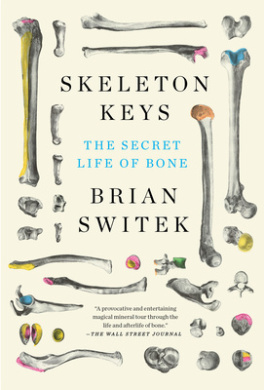 SKELETON
KEYS
THE SECRET
LIFE OF BONE
BRIAN
SWITEK
"A provocative and entertaining
magical mineral tour through the
life and afterlife of bone."
—THE WALL STREET JOURNAL